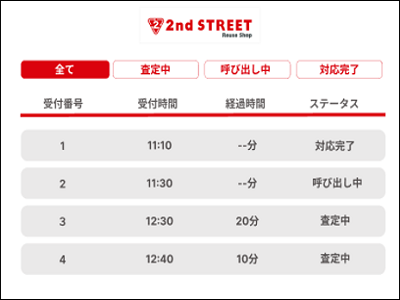 2 2nd STREET
Reuse Shop
全て 査定中 呼び出し中 対応完了
受付番号 受付時間 経過時間 ステータス
1 11:10 --分 対応完了
2 11:30 --分 呼び出し中
3 12:30 20分 査定中
4 12:40 10分 査定中